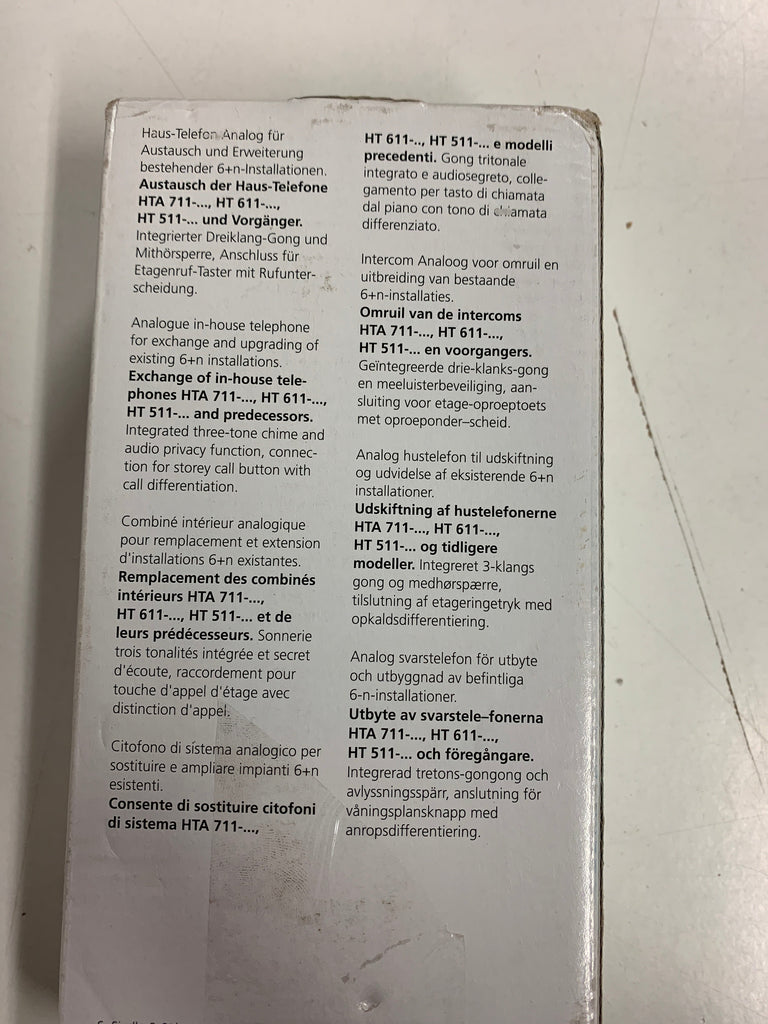 Haus-Telefon Analog für
Austausch und Erweiterung
bestehender 6+n-Installationen.
Austausch der Haus-Telefone
HTA 711-..., HT 611-...,
HT 511-... und Vorgänger.
Integrierter Dreiklang-Gong und
Mithörsperre, Anschluss für
Etagenruf-Taster mit Rufunter-
scheidung.
Analogue in-house telephone
for exchange and upgrading of
existing 6+n installations.
Exchange of in-house tele-
phones HTA 711-..., HT 611-...,
HT 511-... and predecessors.
Integrated three-tone chime and
audio privacy function, connec-
tion for storey call button with
call differentiation.
Combiné intérieur analogique
pour remplacement et extension
d'installations 6+n existantes.
Remplacement des combinés
intérieurs HTA 711-...,
HT 611-..., HT 511-... et de
leurs prédécesseurs. Sonnerie
trois tonalités intégrée et secret
d'écoute, raccordement pour
touche d'appel d'étage avec
distinction d'appel.
Citofono di sistema analogico per
sostituire e ampliare impianti 6+n
esistenti.
Consente di sostituire citofoni
di sistema HTA 711-...,
HT 611-.., HT 511-... e modelli
precedenti. Gong tritonale
integrato e audiosegreto, colle-
gamento per tasto di chiamata
dal piano con tono di chiamata
differenziato.
Intercom Analoog voor omruil en
uitbreiding van bestaande
6+n-installaties.
Omruil van de intercoms
HTA 711-..., HT 611-...,
HT 511-... en voorgangers.
Geïntegreerde drie-klanks-gong
en meeluisterbeveiliging, aan-
sluiting voor etage-oproeptoets
met oproeponder–scheid.
Analog hustelefon til udskiftning
og udvidelse af eksisterende 6+n
installationer.
Udskiftning af hustelefonerne
HTA 711-..., HT 611-...,
HT 511-... og tidligere
modeller. Integreret 3-klangs
gong og medhørspærre,
tilslutning af etageringetryk med
opkaldsdifferentiering.
Analog svarstelefon för utbyte
och utbyggnad av befintliga
6-n-installationer.
Utbyte av svarstele–fonerna
HTA 711-..., HT 611-...,
HT 511-... och föregångare.
Integrerad tretons-gongong och
avlyssningsspärr, anslutning för
våningsplansknapp med
anropsdifferentiering.